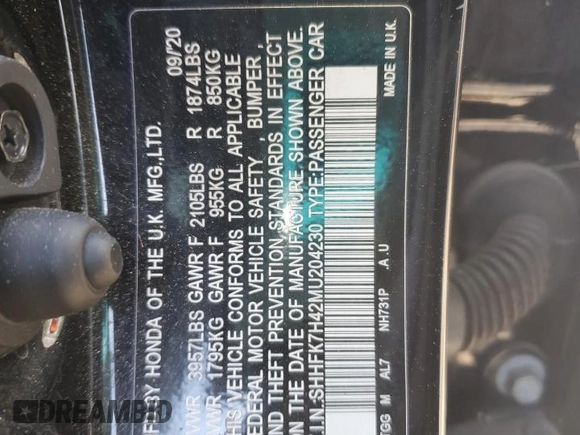 BY HONDA OF THE U.K. MFG.,LTD. 09/20
3957LBS GAWR F 2105LBS R 1874LBS
1795KG GAWR F 955KG R 850KG
THIS VEHICLE CONFORMS TO ALL APPLICABLE
FEDERAL MOTOR VEHICLE SAFETY , BUMPER ,
AND THEFT PREVENTION STANDARDS IN EFFECT
ON THE DATE OF MANUFACTURE SHOWN ABOVE.
V.I.N.:SHHFK7H42MU204230 TYPE:PASSENGER CAR
TGG M AL7 NH731P .A .U MADE IN U.K.
DREAMBID